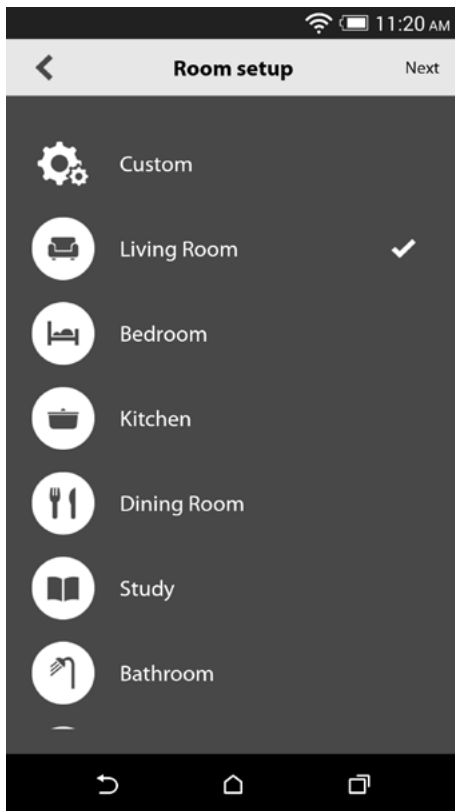 11:20 AM
Room setup
Next
Custom
Living Room
Bedroom
Kitchen
Dining Room
Study
Bathroom